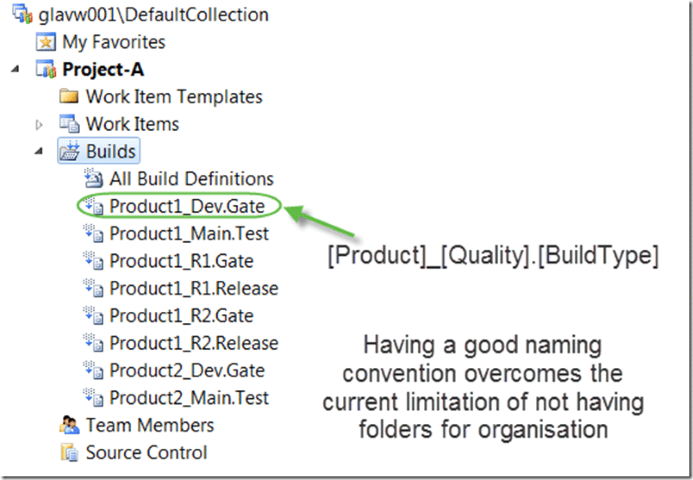 glavw001\DefaultCollection
My Favorites
Project-A
Work Item Templates
Work Items
Builds
All Build Definitions
Product1_Dev.Gate
Product1_Main.Test
Product1_R1.Gate
Product1_R1.Release
Product1_R2.Gate
Product1_R2.Release
Product2_Dev.Gate
Product2_Main.Test
Team Members
Source Control
[Product]_[Quality].[BuildType]
Having a good naming
convention overcomes the
current limitation of not having
folders for organisation